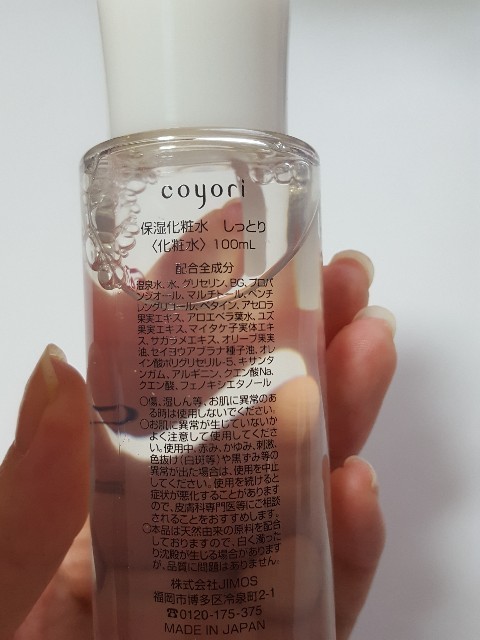 coyori
保湿化粧水 しっとり
〈化粧水〉100mL
配合全成分
温泉水、水、グリセリン、BG、プロパ
ンジオール、マルチトール、ペンチ
レングリコール、ベタイン、アセロラ
果実エキス、アロエベラ葉水、ユズ
果実エキス、マイタケ子実体エキ
ス、サガラメエキス、オリーブ果実
油、セイヨウアブラナ種子油、オレ
イン酸ポリグリセリル-5、キサンタ
ンガム、アルギニン、クエン酸Na、
クエン酸、フェノキシエタノール
○傷、湿しん等、お肌に異常のあ
る時は使用しないでください。
○お肌に異常が生じていないか
よく注意して使用してくださ
い。使用中、赤み、かゆみ、刺激、
色抜け(白斑等)や黒ずみ等の
異常が出た場合は、使用を中止
してください。使用を続けると
症状が悪化することがあります
ので、皮膚科専門医等にご相談
されることをおすすめします。
○本品は天然由来の原料を配合
しておりますので、白く濁った
り沈殿が生じる場合があります
が、品質に問題はありません。
株式会社JIMOS
福岡市博多区冷泉町2-1
☎0120-175-375
MADE IN JAPAN